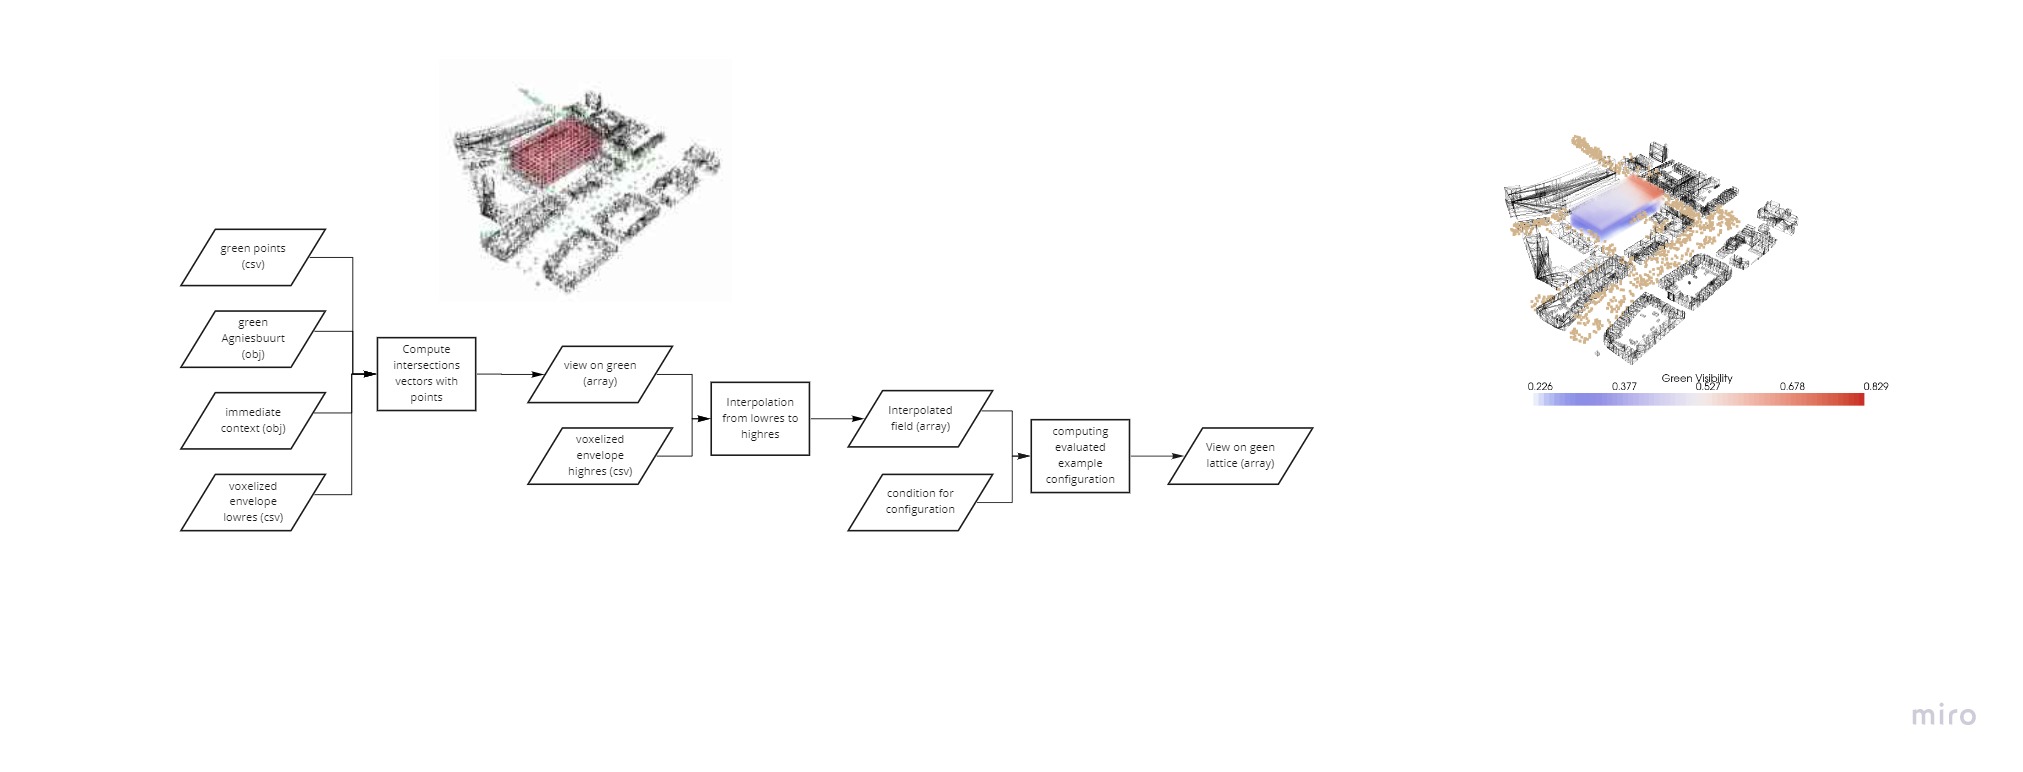 green points
(csv)
green
Agniesbuurt
(obj)
immediate
context (obj)
voxelized
envelope
lowres (csv)
Compute
intersections
vectors with
points
view on green
(array)
voxelized
envelope
highres (csv)
Interpolation
from lowres to
highres
Interpolated
field (array)
condition for
configuration
computing
evaluated
example
configuration
View on geen
lattice (array)
Green Visibility
0.226 0.377 0.527 0.678 0.829
miro